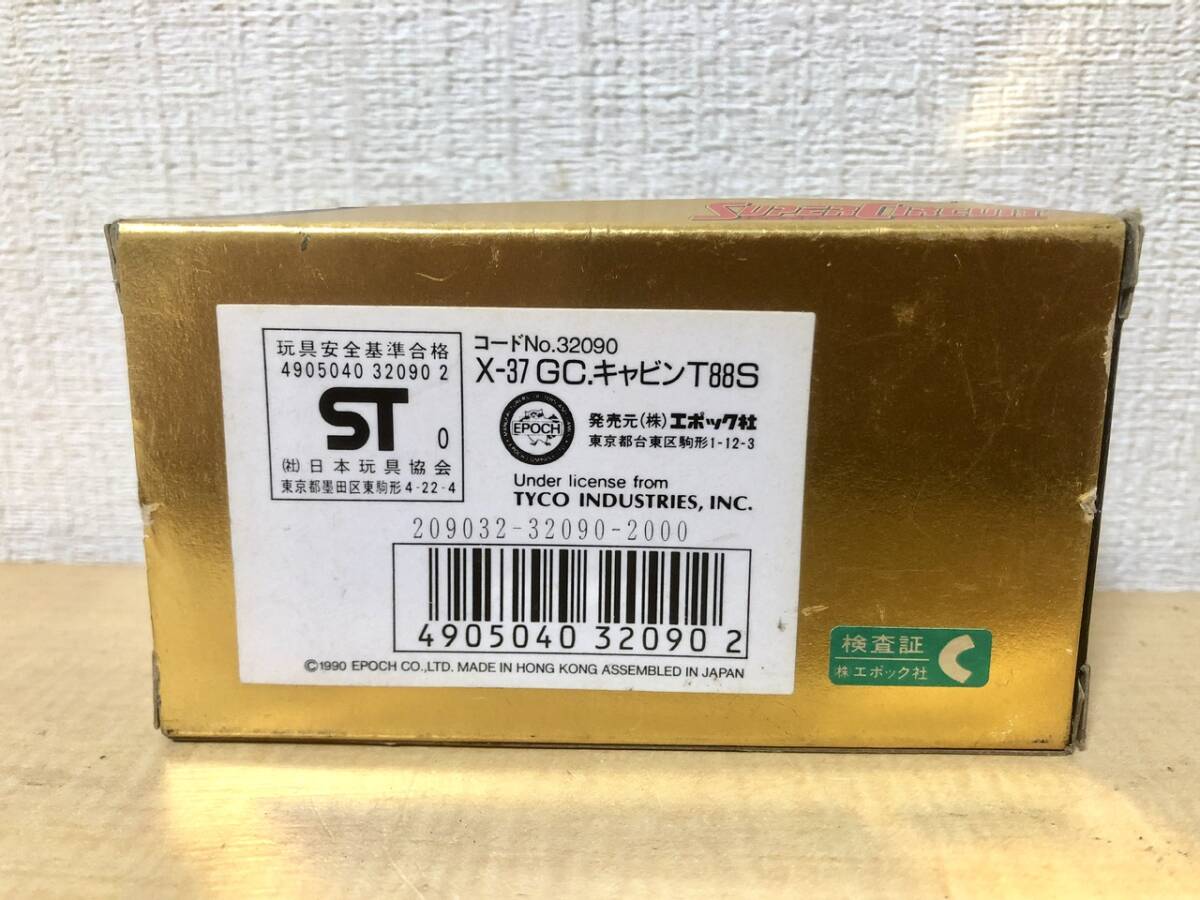 SUPER CIRCUIT
玩具安全基準合格
4905040 32090 2
ST 0
(社)日本玩具協会
東京都墨田区東駒形4-22-4
コードNo.32090
X-37 GC.キャビンT88S
EPOCH
発売元(株)エポック社
東京都台東区駒形1-12-3
Under license from
TYCO INDUSTRIES, INC.
209032-32090-2000
4905040 32090 2
©1990 EPOCH CO.,LTD. MADE IN HONG KONG ASSEMBLED IN JAPAN
検査証
株エポック社